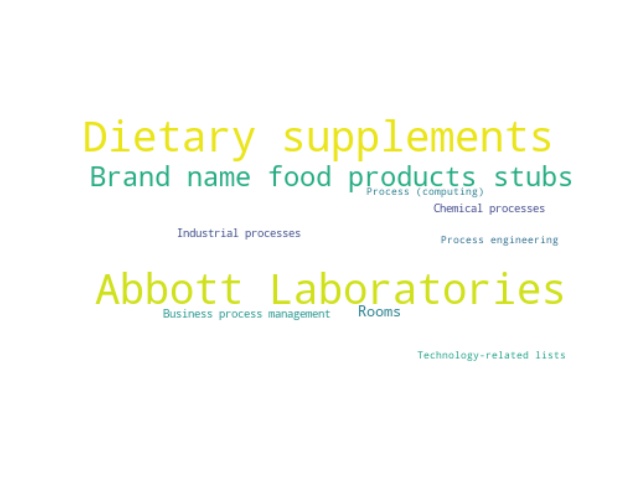 Dietary supplements
Brand name food products stubs
Process (computing)
Chemical processes
Industrial processes
Process engineering
Abbott Laboratories
Business process management
Rooms
Technology-related lists